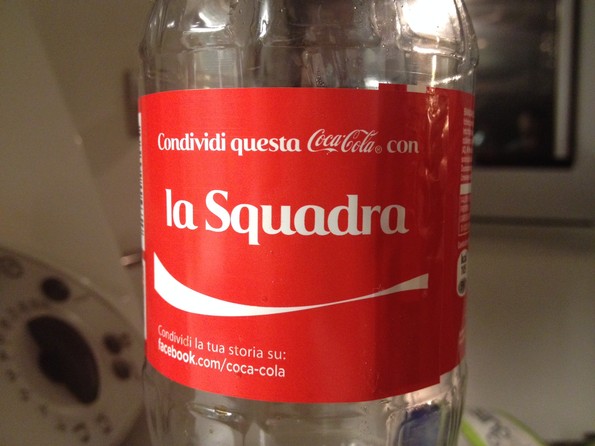 Condividi questa Coca-Cola® con
la Squadra
Condividi la tua storia su:
facebook.com/coca-cola